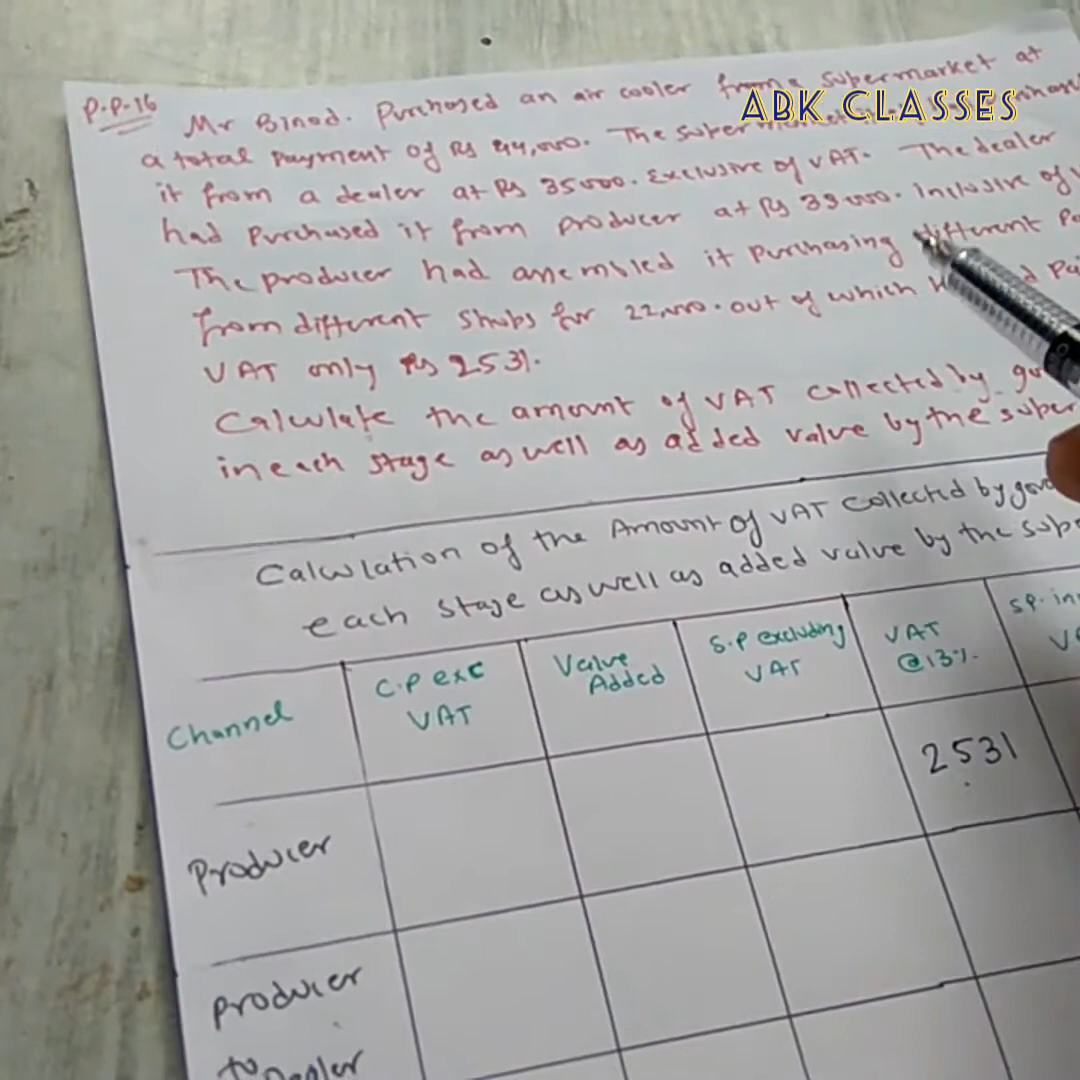 P.P-16
Mr Binod. Purchased an air cooler from a Supermarket at
ABK CLASSES
a total payment of Rs 44,000. The super
it from a dealer at Rs 35000. Exclusive of VAT. The dealer
had purchased it from producer at Rs 33000. Inclusive of
The producer had assembled it purchasing different
from different shops for 22,000. out of which
VAT only Rs 2531.
Calculate the amount of VAT collected by
in each stage as well as added value by the super
Calculation of the Amount of VAT collected by
each stage as well as added value by the
Channel
C.P exc VAT
Value Added
S.P excluding VAT
VAT @13%
S.P.
Producer
2531
Producer
to Dealer